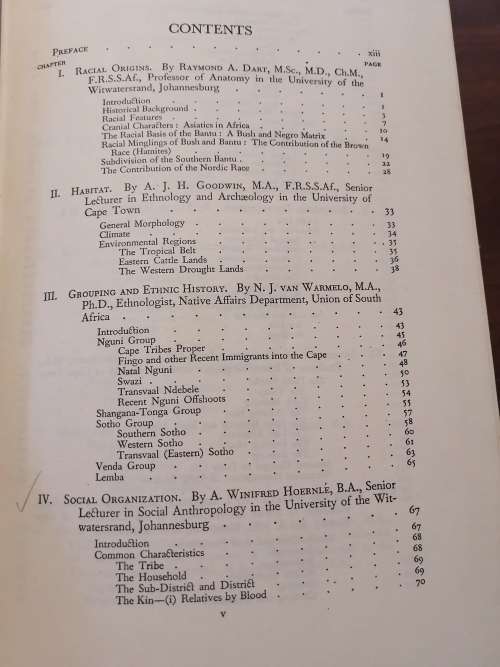 CONTENTS
PREFACE . . . . . . . . . . xiii
CHAPTER PAGE
I. RACIAL ORIGINS. By RAYMOND A. DART, M.Sc., M.D., Ch.M.,
F.R.S.S.Af., Professor of Anatomy in the University of the
Witwatersrand, Johannesburg . . . . . . 1
Introduction . . . . . . . . 1
Historical Background . . . . . . . 1
Racial Features . . . . . . . 3
Cranial Characters: Asiatics in Africa . . . . . 7
The Racial Basis of the Bantu: A Bush and Negro Matrix . . 10
Racial Minglings of Bush and Bantu: The Contribution of the Brown 14
Race (Hamites) . . . . . . .
Subdivision of the Southern Bantu . . . . . 19
The Contribution of the Nordic Race . . . . . 22
28
II. HABITAT. By A. J. H. GOODWIN, M.A., F.R.S.S.Af., Senior
Lecturer in Ethnology and Archæology in the University of
Cape Town . . . . . . . . 33
General Morphology . . . . . . . 33
Climate . . . . . . . . 34
Environmental Regions . . . . . . . 35
The Tropical Belt . . . . . . . 35
Eastern Cattle Lands . . . . . . . 36
The Western Drought Lands . . . . . . 38
III. GROUPING AND ETHNIC HISTORY. By N. J. VAN WARMELO, M.A.,
Ph.D., Ethnologist, Native Affairs Department, Union of South
Africa . . . . . . . . . 43
Introduction . . . . . . . . 43
Nguni Group . . . . . . . . 45
Cape Tribes Proper . . . . . . . 46
Fingo and other Recent Immigrants into the Cape . . . 47
Natal Nguni . . . . . . . 48
Swazi . . . . . . . . 50
Transvaal Ndebele . . . . . . . 53
Recent Nguni Offshoots . . . . . . 54
Shangana-Tonga Group . . . . . . . 55
Sotho Group . . . . . . . . 57
Southern Sotho . . . . . . . 58
Western Sotho . . . . . . . 60
Transvaal (Eastern) Sotho . . . . . . 61
Venda Group . . . . . . . . 63
Lemba . . . . . . . . . 65
IV. SOCIAL ORGANIZATION. By A. WINIFRED HOERNLÉ, B.A., Senior
Lecturer in Social Anthropology in the University of the Wit-
watersrand, Johannesburg . . . . . . . 67
Introduction . . . . . . . . 67
Common Characteristics . . . . . . . 68
The Tribe . . . . . . . . 68
The Household . . . . . . . 69
The Sub-District and District . . . . . . 69
The Kin—(i) Relatives by Blood . . . . . . 70
v